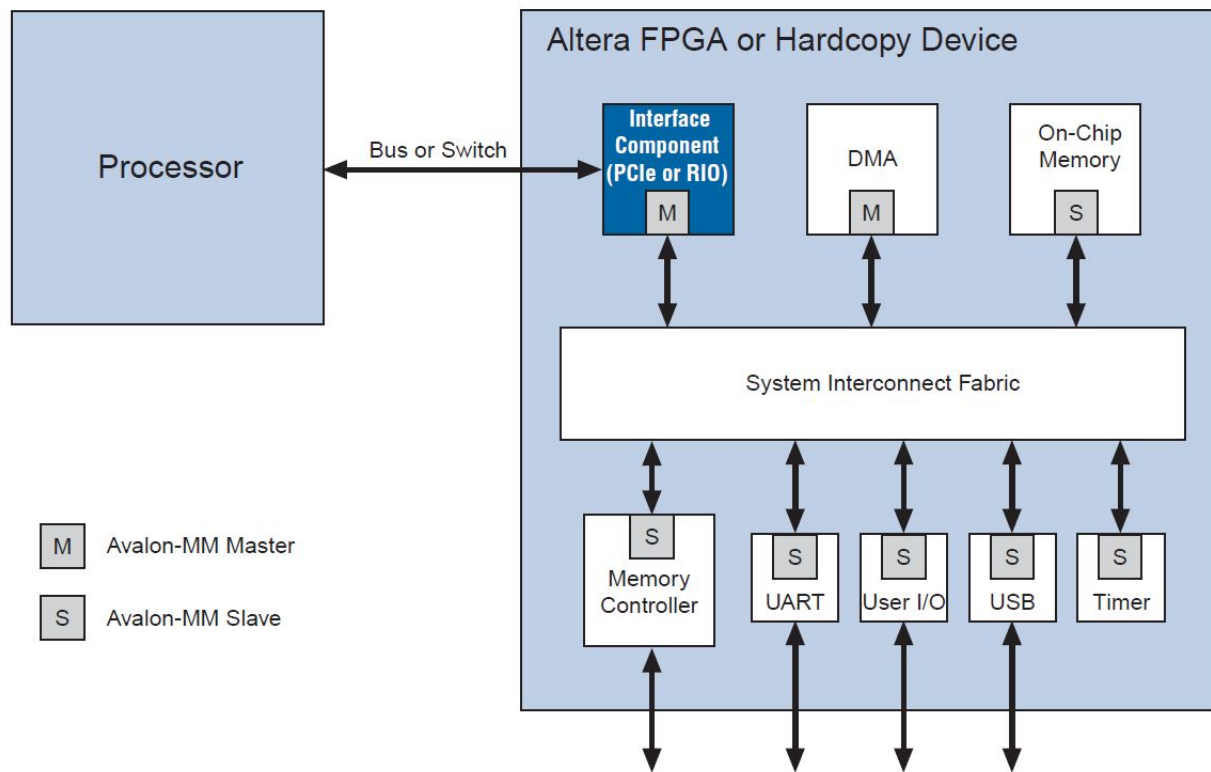 Altera FPGA or Hardcopy Device
Processor
Bus or Switch
Interface
Component
(PCIe or RIO)
M
DMA
M
On-Chip
Memory
S
System Interconnect Fabric
S
Memory
Controller
S
UART
S
User I/O
S
USB
S
Timer
M Avalon-MM Master
S Avalon-MM Slave